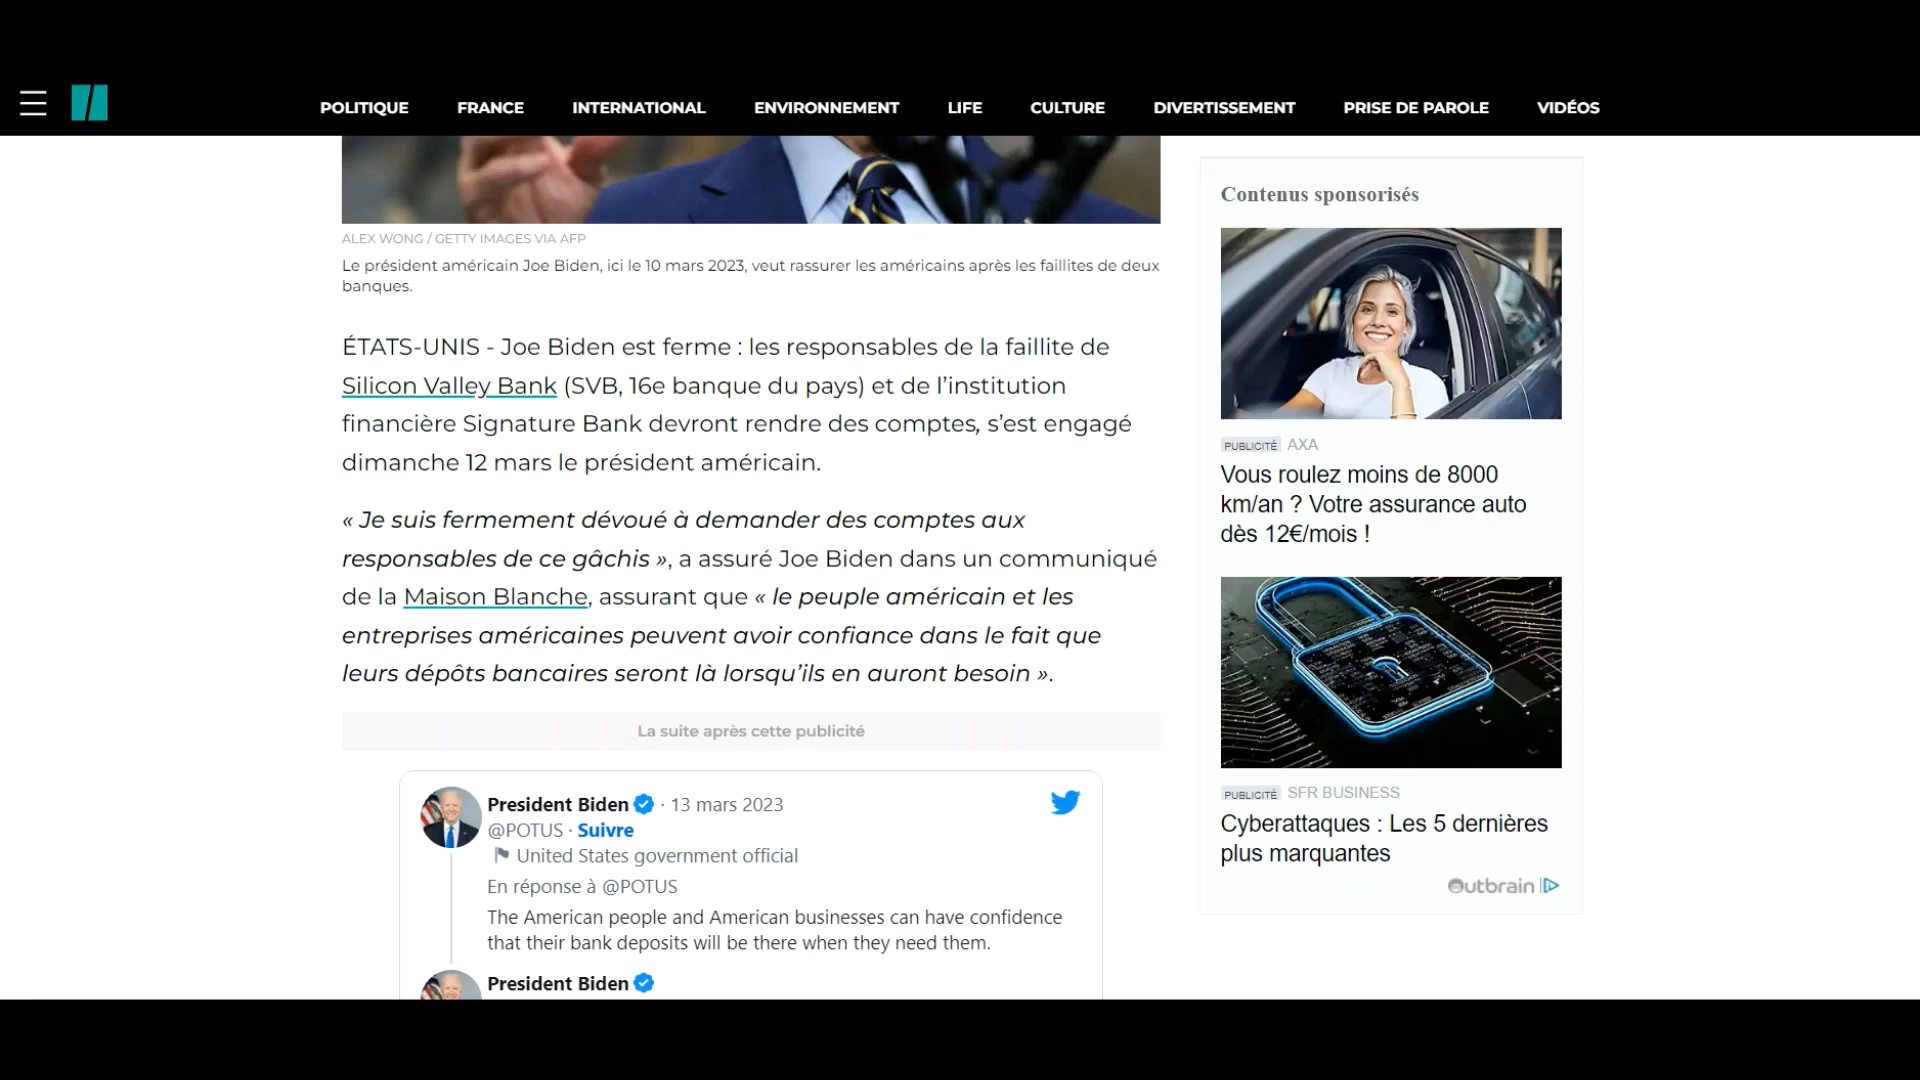 POLITIQUE FRANCE INTERNATIONAL ENVIRONNEMENT LIFE CULTURE DIVERTISSEMENT PRISE DE PAROLE VIDÉOS
ALEX WONG / GETTY IMAGES VIA AFP
Le président américain Joe Biden, ici le 10 mars 2023, veut rassurer les américains après les faillites de deux
banques.
ÉTATS-UNIS - Joe Biden est ferme : les responsables de la faillite de
Silicon Valley Bank (SVB, 16e banque du pays) et de l’institution
financière Signature Bank devront rendre des comptes, s’est engagé
dimanche 12 mars le président américain.
« Je suis fermement dévoué à demander des comptes aux
responsables de ce gâchis », a assuré Joe Biden dans un communiqué
de la Maison Blanche, assurant que « le peuple américain et les
entreprises américaines peuvent avoir confiance dans le fait que
leurs dépôts bancaires seront là lorsqu’ils en auront besoin ».
La suite après cette publicité
President Biden · 13 mars 2023
@POTUS · Suivre
United States government official
En réponse à @POTUS
The American people and American businesses can have confidence
that their bank deposits will be there when they need them.
President Biden
Contenus sponsorisés
PUBLICITÉ AXA
Vous roulez moins de 8000
km/an ? Votre assurance auto
dès 12€/mois !
PUBLICITÉ SFR BUSINESS
Cyberattaques : Les 5 dernières
plus marquantes
Outbrain